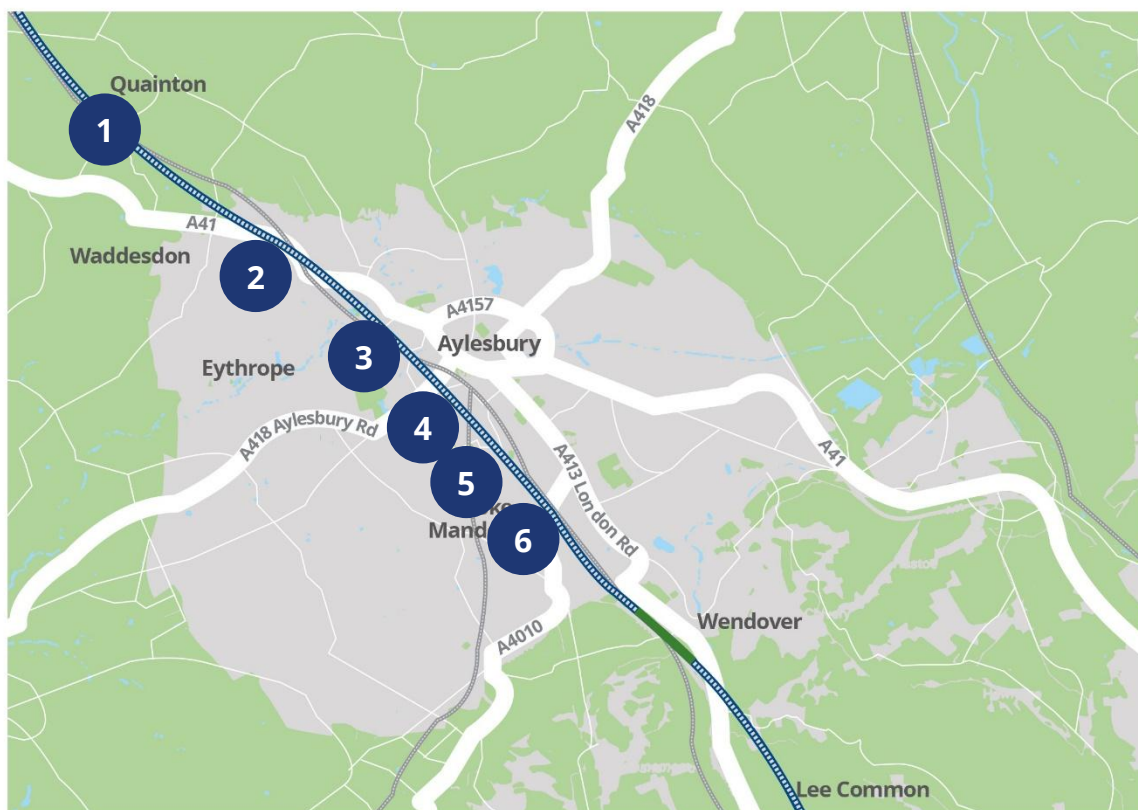 Quainton
1
A418
A41
Waddesdon
2
A4157
Aylesbury
3
Eythrope
A418 Aylesbury Rd
4
A41
A413 London Rd
5
Mand
6
Wendover
A4010
Lee Common